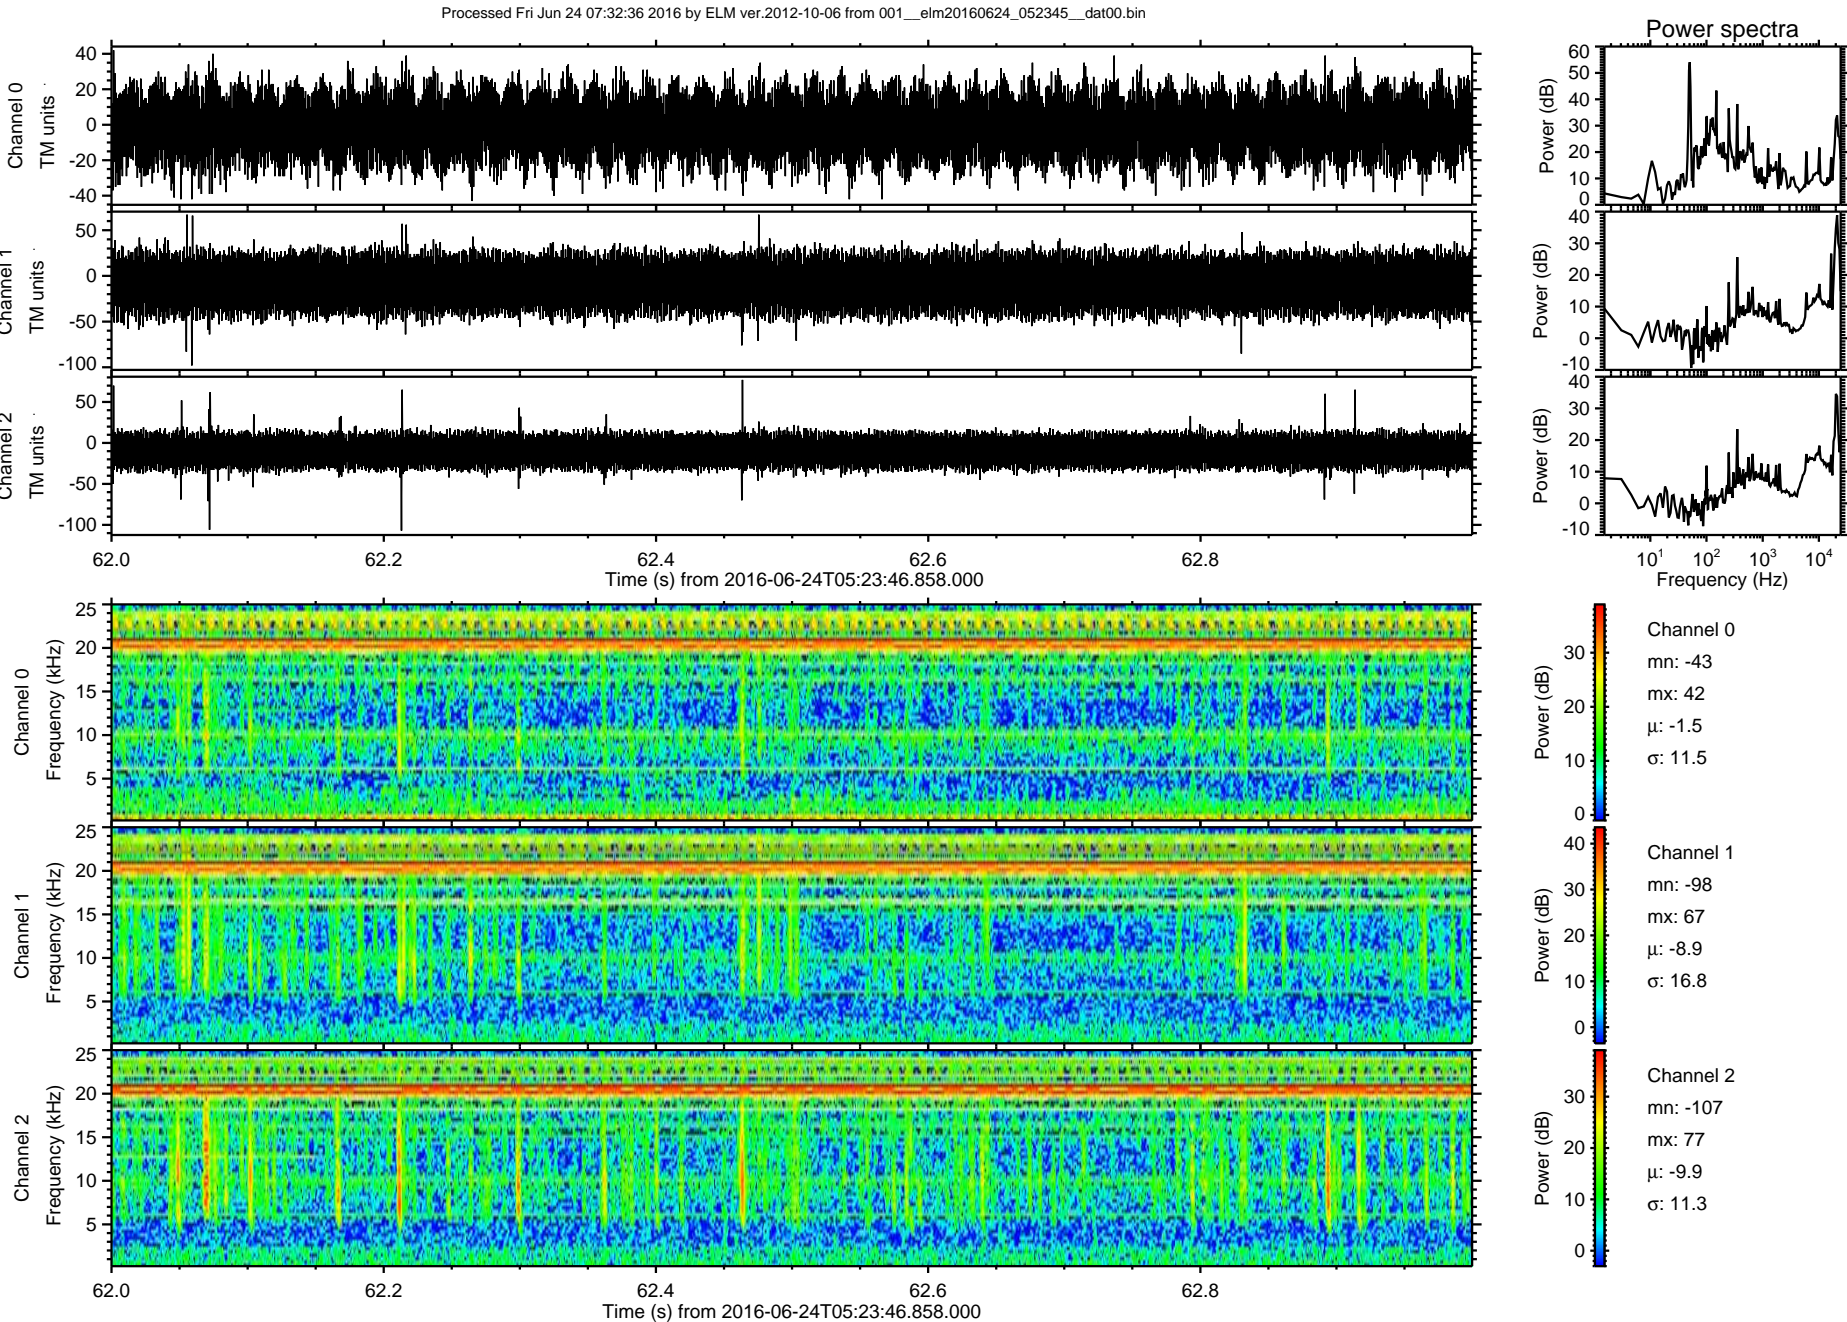 Processed Fri Jun 24 07:32:36 2016 by ELM ver.2012-10-06 from 001__elm20160624_052345__dat00.bin
Power spectra
Channel 0
TM units
40
20
0
-20
-40
Power (dB)
60
50
40
30
20
10
0
Channel 1
TM units
50
0
-50
-100
Power (dB)
40
30
20
10
0
-10
Channel 2
TM units
50
0
-50
-100
Power (dB)
40
30
20
10
0
-10
62.0 62.2 62.4 62.6 62.8
Time (s) from 2016-06-24T05:23:46.858.000
10^1 10^2 10^3 10^4
Frequency (Hz)
Channel 0
Frequency (kHz)
25
20
15
10
5
Power (dB)
30
20
10
0
Channel 0
mn: -43
mx: 42
μ: -1.5
σ: 11.5
Channel 1
Frequency (kHz)
25
20
15
10
5
Power (dB)
40
30
20
10
0
Channel 1
mn: -98
mx: 67
μ: -8.9
σ: 16.8
Channel 2
Frequency (kHz)
25
20
15
10
5
Power (dB)
30
20
10
0
Channel 2
mn: -107
mx: 77
μ: -9.9
σ: 11.3
62.0 62.2 62.4 62.6 62.8
Time (s) from 2016-06-24T05:23:46.858.000